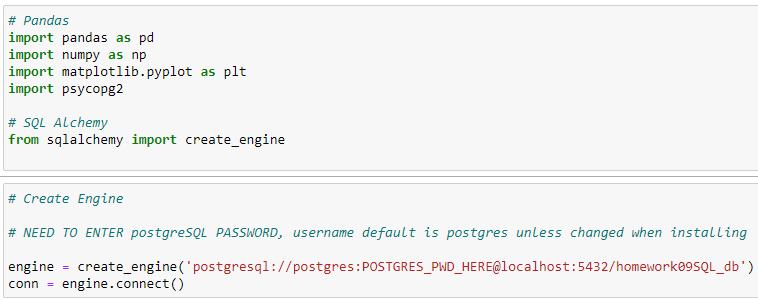 # Pandas
import pandas as pd
import numpy as np
import matplotlib.pyplot as plt
import psycopg2
# SQL Alchemy
from sqlalchemy import create_engine
# Create Engine
# NEED TO ENTER postgreSQL PASSWORD, username default is postgres unless changed when installing
engine = create_engine('postgresql://postgres:POSTGRES_PWD_HERE@localhost:5432/homework09SQL_db')
conn = engine.connect()